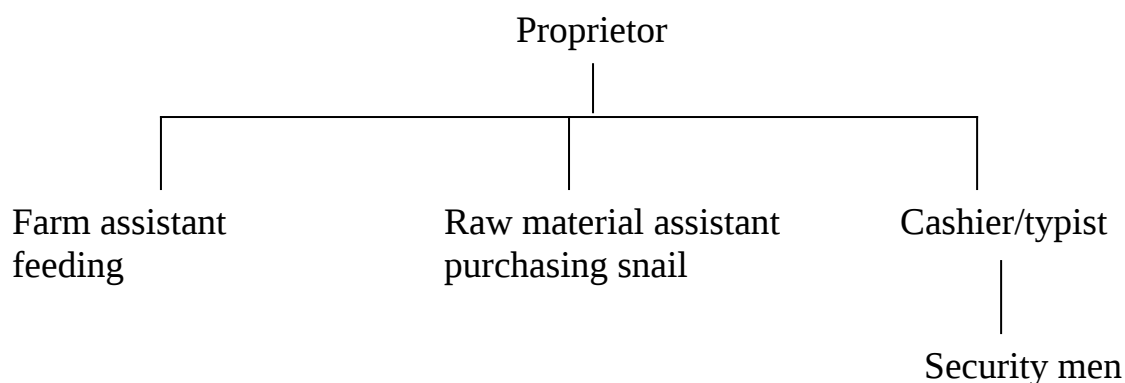 Proprietor
Farm assistant
feeding
Raw material assistant
purchasing snail
Cashier/typist
Security men